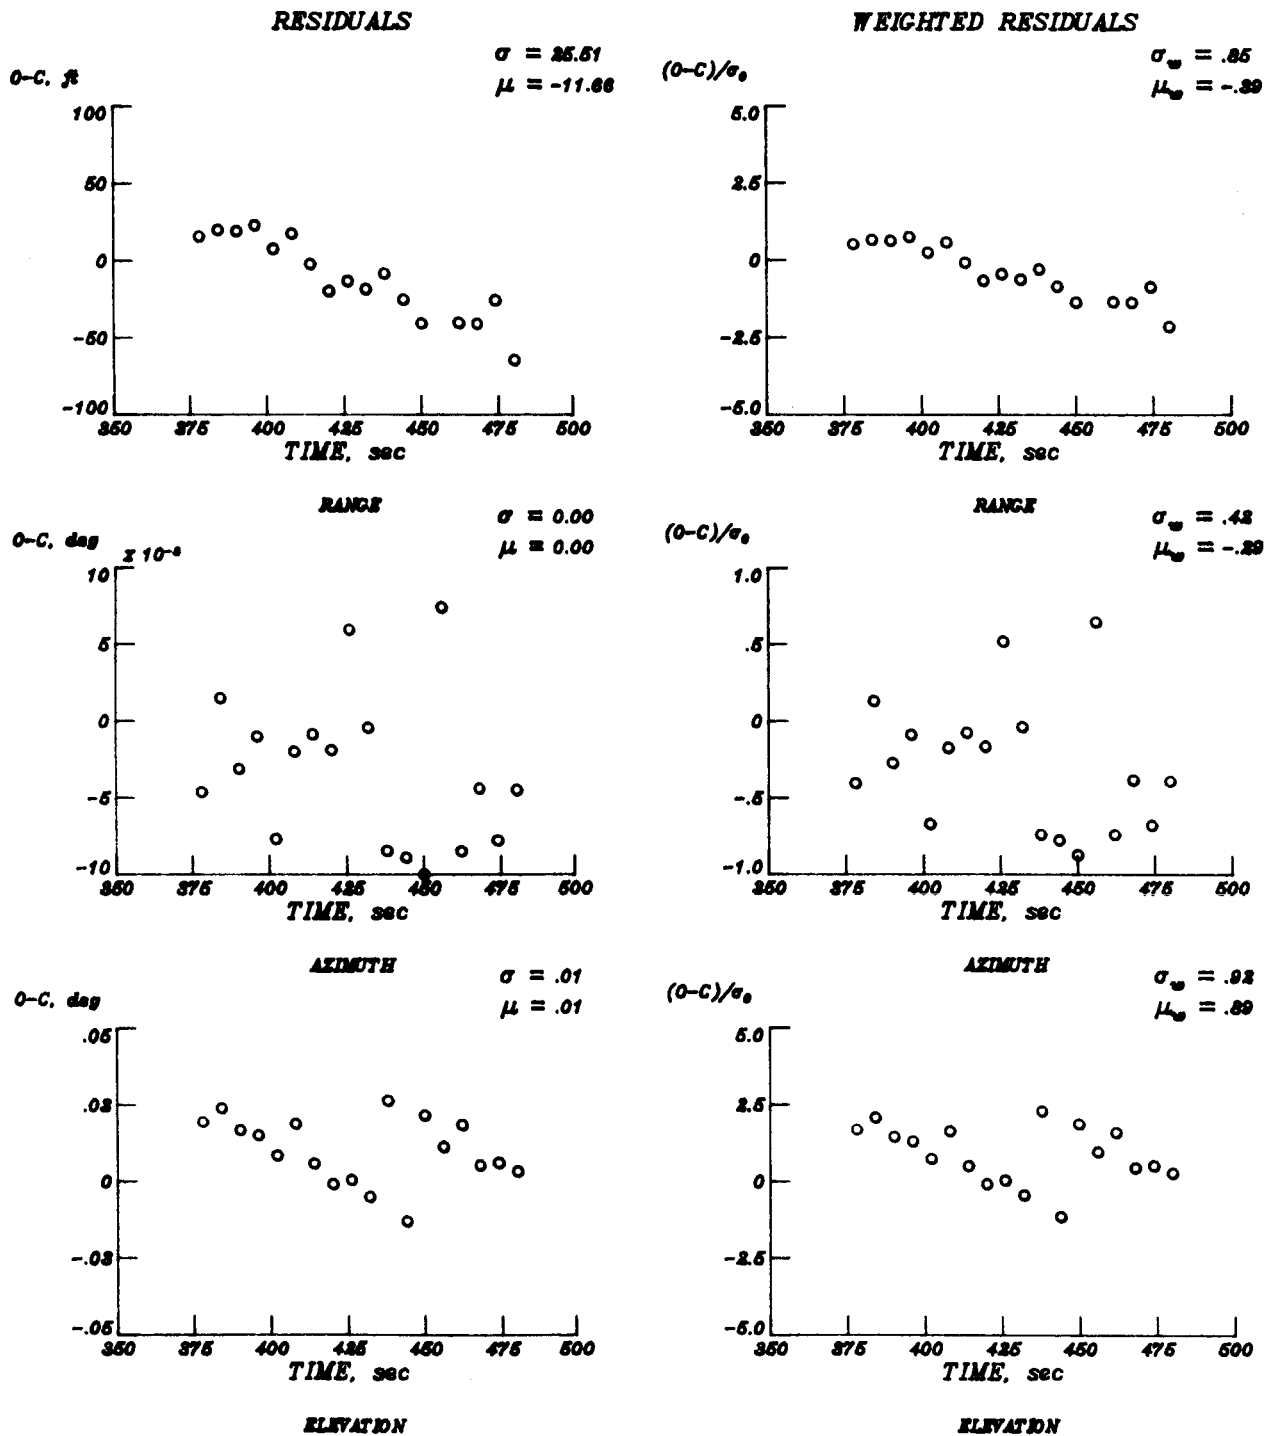 RESIDUALS
WEIGHTED RESIDUALS
O-C, ft
σ = 25.51
μ = -11.66
100
50
0
-50
-100
350 375 400 425 450 475 500
TIME, sec
RANGE
(O-C)/σ₀
σw = .85
μw = -.39
5.0
2.5
0
-2.5
-5.0
350 375 400 425 450 475 500
TIME, sec
RANGE
O-C, deg
σ = 0.00
μ = 0.00
10
5
0
-5
-10
350 375 400 425 450 475 500
TIME, sec
AZIMUTH
(O-C)/σ₀
σw = .42
μw = -.29
1.0
.5
0
-.5
-1.0
350 375 400 425 450 475 500
TIME, sec
AZIMUTH
O-C, deg
σ = .01
μ = .01
.05
.03
0
-.03
-.05
350 375 400 425 450 475 500
TIME, sec
ELEVATION
(O-C)/σ₀
σw = .92
μw = .89
5.0
2.5
0
-2.5
-5.0
350 375 400 425 450 475 500
TIME, sec
ELEVATION